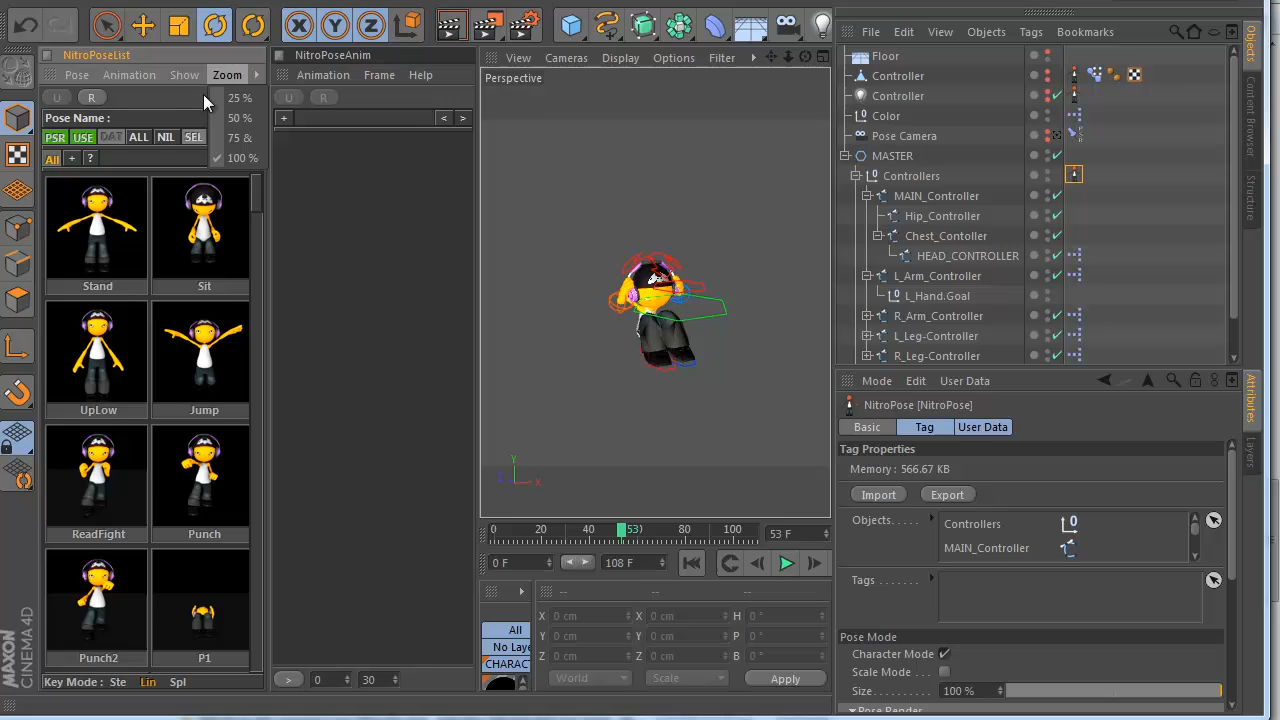 NitroPoseList
NitroPoseAnim
Pose Animation Show Zoom
Animation Frame Help
View Cameras Display Options Filter
File Edit View Objects Tags Bookmarks
U R
25 %
50 %
75 &
100 %
Pose Name :
PSR USE DAT ALL NIL SEL
All + ?
U R
+ < >
Stand
Sit
UpLow
Jump
ReadFight
Punch
Punch2
P1
Key Mode: Ste Lin Spl
> 0 30
Perspective
Y
X
Z
0 20 40 53 80 100
53 F
0 F
108 F
All
No Laye
CHARAC
-- -- --
X 0 cm X 0 cm H 0 °
Y 0 cm Y 0 cm P 0 °
Z 0 cm Z 0 cm B 0 °
World
Scale
Apply
Floor
Controller
Controller
Color
Pose Camera
MASTER
Controllers
MAIN_Controller
Hip_Controller
Chest_Contoller
HEAD_CONTROLLER
L_Arm_Controller
L_Hand.Goal
R_Arm_Controller
L_Leg-Controller
R_Leg-Controller
Objects
Content Browser
Structure
Mode Edit User Data
NitroPose [NitroPose]
Basic Tag User Data
Tag Properties
Memory : 566.67 KB
Import Export
Objects. . . . .
Controllers
MAIN_Controller
Tags . . . . . . .
Pose Mode
Character Mode
Scale Mode
Size. . . . . . . . . 100 %
Pose Render
Attributes
Layers
MAXON
CINEMA 4D